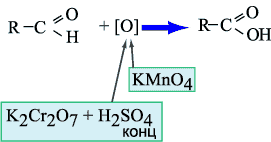 R–C O H + [O] R–C O OH
KMnO4
K2Cr2O7 + H2SO4
конц